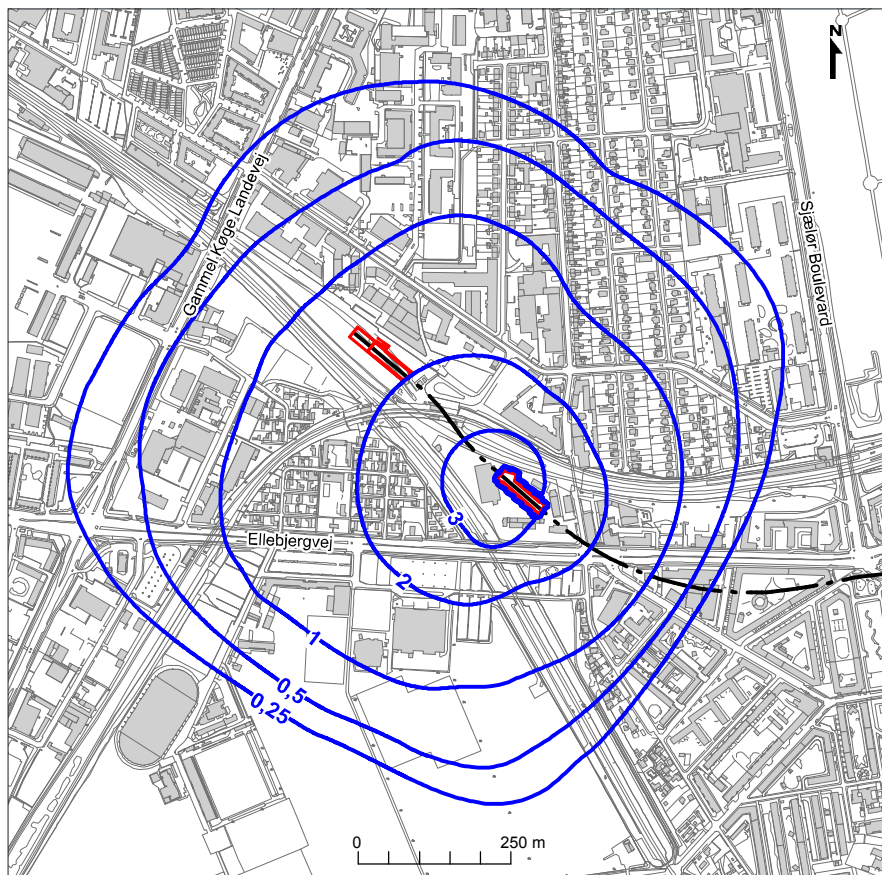 N
Gammel Køge Landevej
Sjælør Boulevard
Ellebjergvej
3
2
1
0,5
0,25
0 250 m